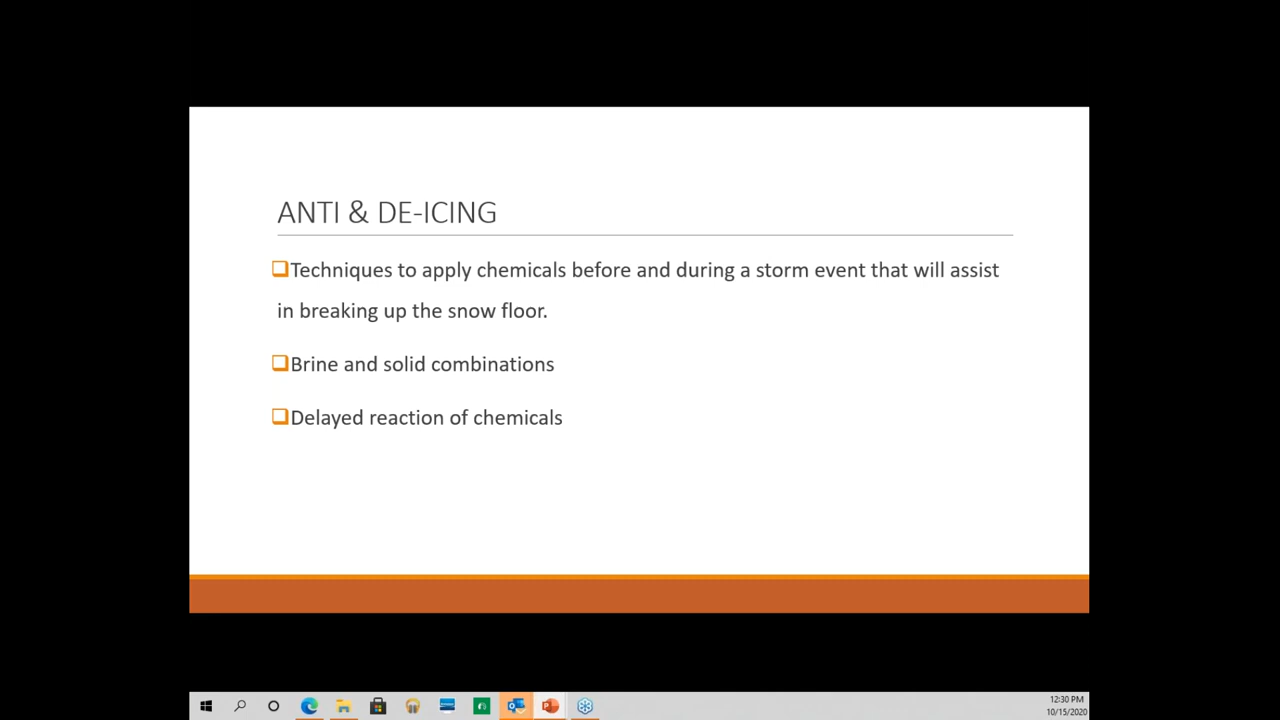 ANTI & DE-ICING
Techniques to apply chemicals before and during a storm event that will assist
in breaking up the snow floor.
Brine and solid combinations
Delayed reaction of chemicals
12:30 PM
10/15/2020